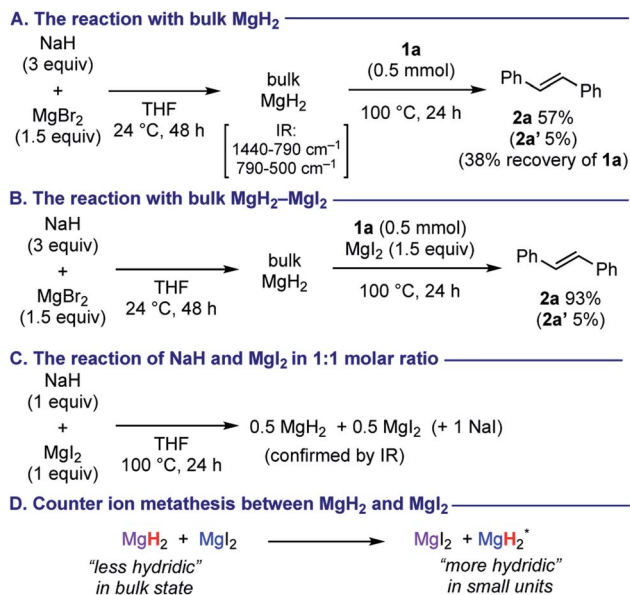 A. The reaction with bulk MgH2
NaH
(3 equiv)
+
MgBr2
(1.5 equiv)
THF
24 °C, 48 h
bulk
MgH2
IR:
1440-790 cm–1
790-500 cm–1
1a
(0.5 mmol)
100 °C, 24 h
Ph
Ph
2a 57%
(2a' 5%)
(38% recovery of 1a)
B. The reaction with bulk MgH2–MgI2
NaH
(3 equiv)
+
MgBr2
(1.5 equiv)
THF
24 °C, 48 h
bulk
MgH2
1a (0.5 mmol)
MgI2 (1.5 equiv)
100 °C, 24 h
Ph
Ph
2a 93%
(2a' 5%)
C. The reaction of NaH and MgI2 in 1:1 molar ratio
NaH
(1 equiv)
+
MgI2
(1 equiv)
THF
100 °C, 24 h
0.5 MgH2 + 0.5 MgI2 (+ 1 NaI)
(confirmed by IR)
D. Counter ion metathesis between MgH2 and MgI2
MgH2 + MgI2
"less hydridic"
in bulk state
MgI2 + MgH2*
"more hydridic"
in small units